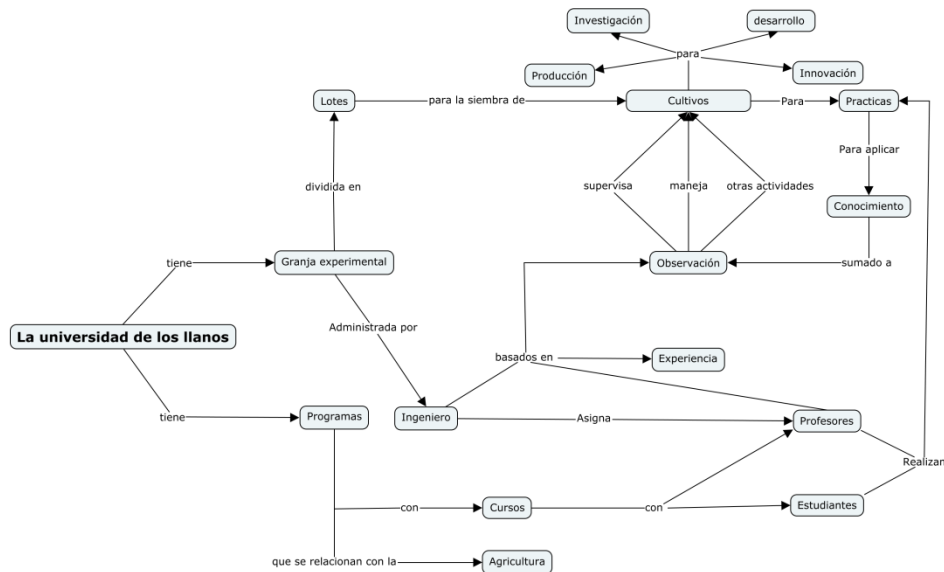 Investigación
desarrollo
para
Producción
Innovación
Lotes
para la siembra de
Cultivos
Para
Practicas
Para aplicar
dividida en
supervisa
maneja
otras actividades
Conocimiento
tiene
Granja experimental
Observación
sumado a
Administrada por
La universidad de los llanos
basados en
Experiencia
tiene
Programas
Ingeniero
Asigna
Profesores
Realizan
con
Cursos
con
Estudiantes
que se relacionan con la
Agricultura